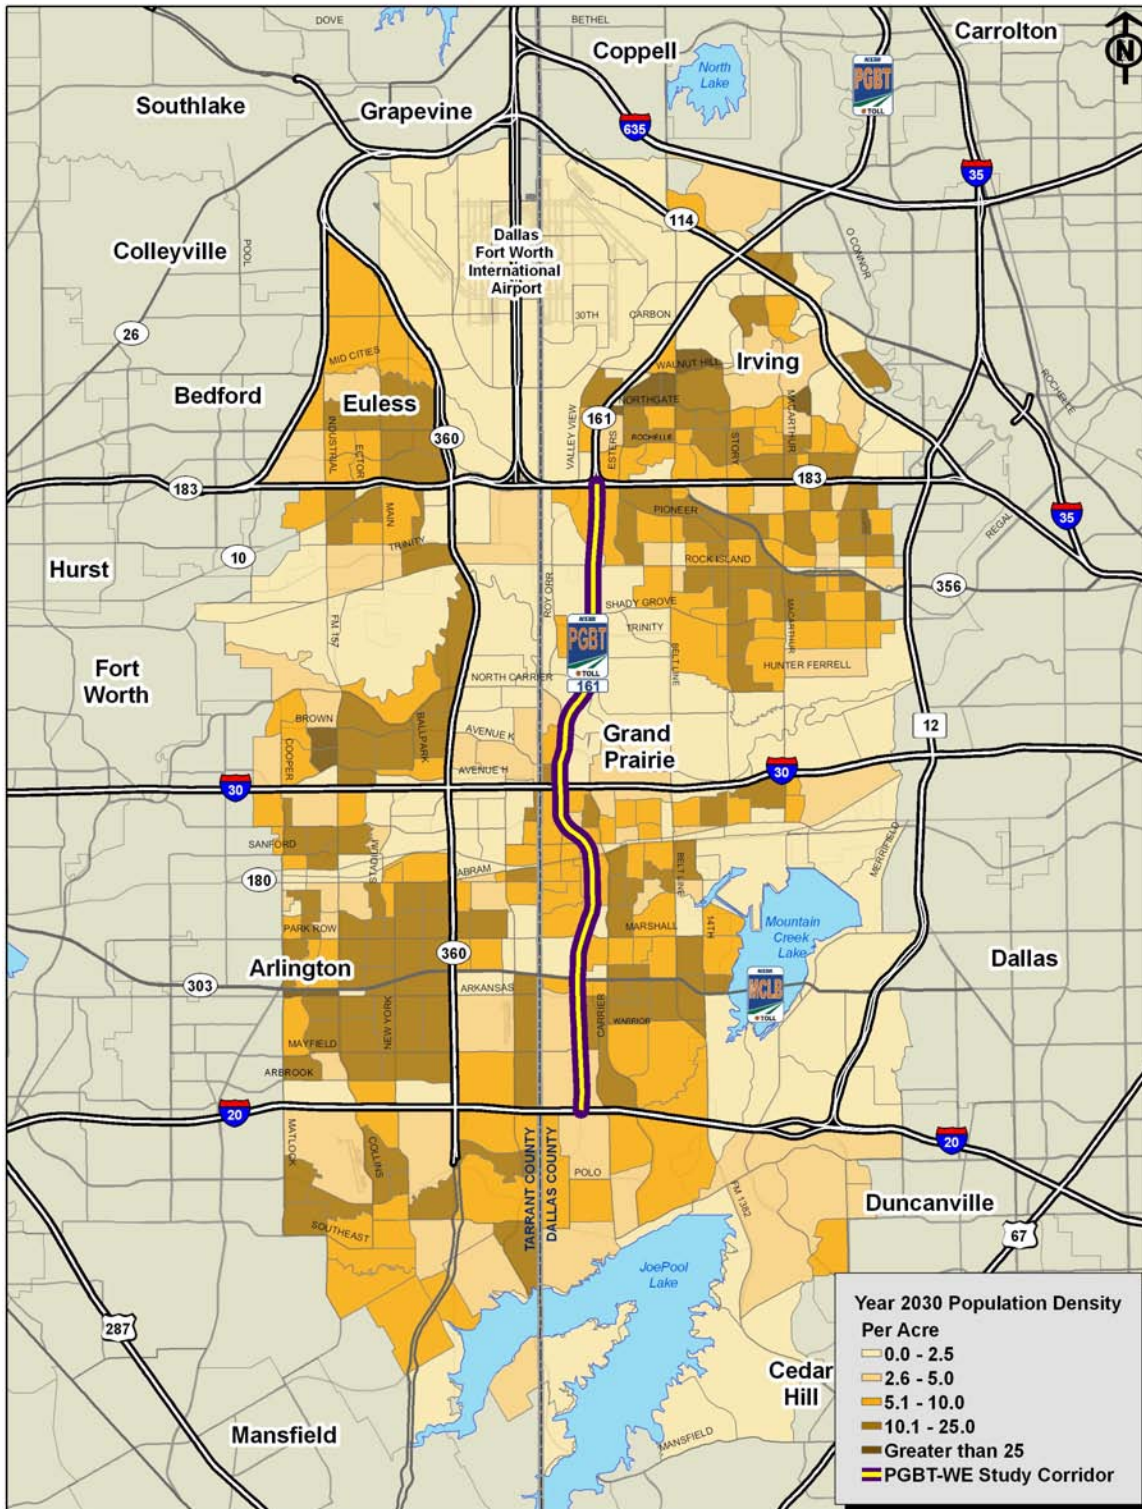 DOVE
BETHEL
Coppell
Carrolton
N
North
Lake
NTTA
PGBT
TOLL
Southlake
Grapevine
635
35
114
Colleyville
POOL
Dallas
Fort Worth
International
Airport
O CONNOR
26
30TH
CARBON
MID CITIES
WALNUT HILL
Irving
Bedford
Euless
NORTHGATE
MACARTHUR
ROCHELLE
161
360
VALLEY VIEW
ESTERS
ROCHELLE
STORY
INDUSTRIAL
ECTOR
183
183
MAIN
PIONEER
35
REGAL
TRINITY
10
ROCK ISLAND
Hurst
ROY ORR
356
FM 157
SHADY GROVE
TRINITY
MACARTHUR
PGBT
TOLL
161
BELT LINE
HUNTER FERRELL
Fort
Worth
NORTH CARRIER
BROWN
BALLPARK
AVENUE K
Grand
Prairie
12
COOPER
AVENUE H
30
30
SANFORD
STADIUM
MERRIFIELD
180
ABRAM
BELT LINE
PARK ROW
MARSHALL
14TH
Mountain
Creek
Lake
Arlington
360
Dallas
303
ARKANSAS
MCLB
TOLL
NEW YORK
CARRIER
WARRIOR
MAYFIELD
ARBROOK
20
MATLOCK
COLLINS
TARRANT COUNTY
DALLAS COUNTY
20
POLO
FM 1382
Duncanville
SOUTHEAST
67
JoePool
Lake
287
Year 2030 Population Density
Per Acre
0.0 - 2.5
2.6 - 5.0
5.1 - 10.0
10.1 - 25.0
Greater than 25
PGBT-WE Study Corridor
Cedar
Hill
Mansfield
MANSFIELD